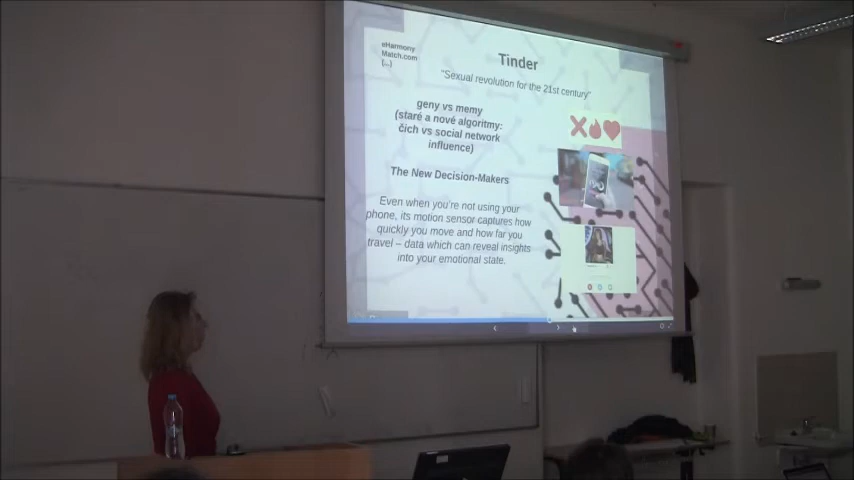 eHarmony
Match.com
[...]
Tinder
"Sexual revolution for the 21st century"
geny vs memy
(staré a nové algoritmy:
čich vs social network
influence)
The New Decision-Makers
Even when you're not using your
phone, its motion sensor captures how
quickly you move and how far you
travel – data which can reveal insights
into your emotional state.